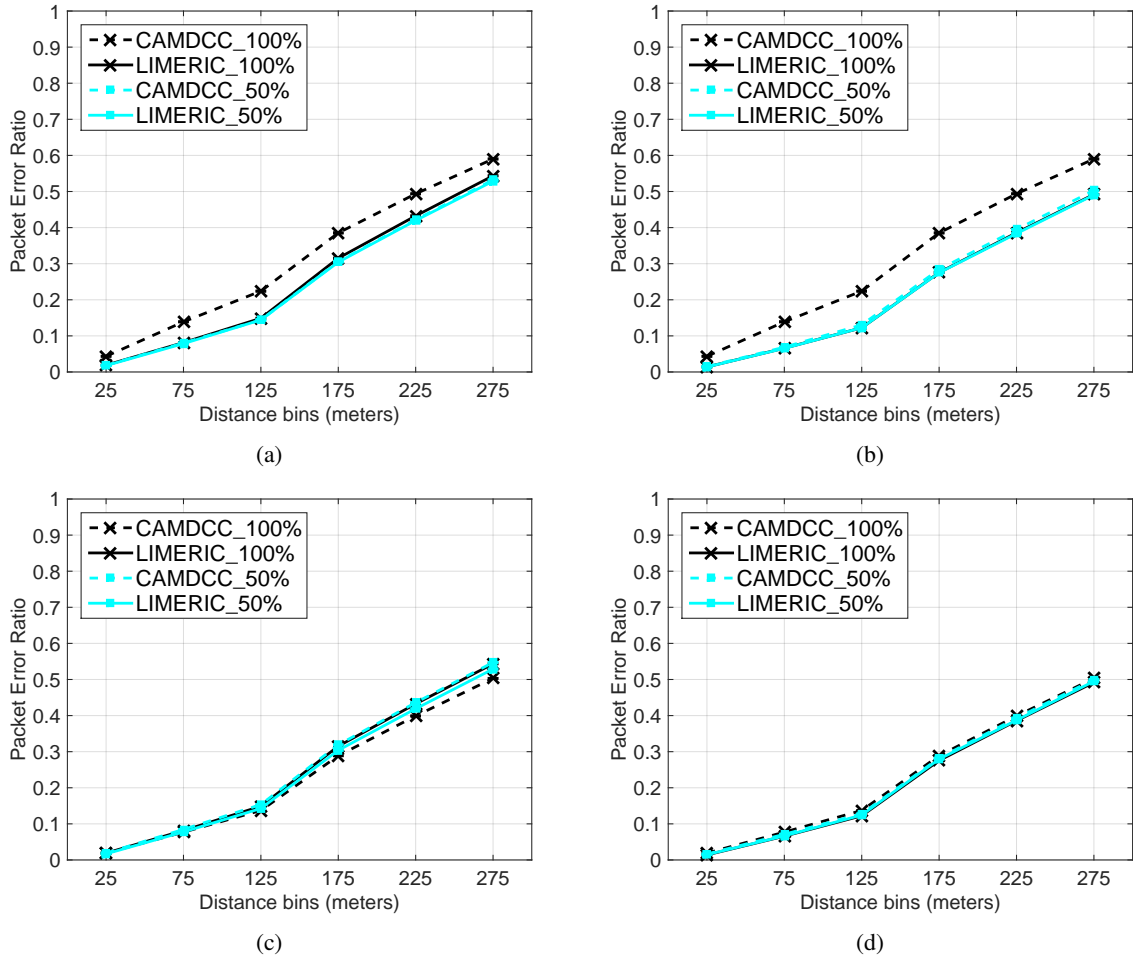 1
0.9
0.8
0.7
0.6
0.5
0.4
0.3
0.2
0.1
0
Packet Error Ratio
CAMDCC_100%
LIMERIC_100%
CAMDCC_50%
LIMERIC_50%
25 75 125 175 225 275
Distance bins (meters)
(a)
1
0.9
0.8
0.7
0.6
0.5
0.4
0.3
0.2
0.1
0
Packet Error Ratio
CAMDCC_100%
LIMERIC_100%
CAMDCC_50%
LIMERIC_50%
25 75 125 175 225 275
Distance bins (meters)
(b)
1
0.9
0.8
0.7
0.6
0.5
0.4
0.3
0.2
0.1
0
Packet Error Ratio
CAMDCC_100%
LIMERIC_100%
CAMDCC_50%
LIMERIC_50%
25 75 125 175 225 275
Distance bins (meters)
(c)
1
0.9
0.8
0.7
0.6
0.5
0.4
0.3
0.2
0.1
0
Packet Error Ratio
CAMDCC_100%
LIMERIC_100%
CAMDCC_50%
LIMERIC_50%
25 75 125 175 225 275
Distance bins (meters)
(d)